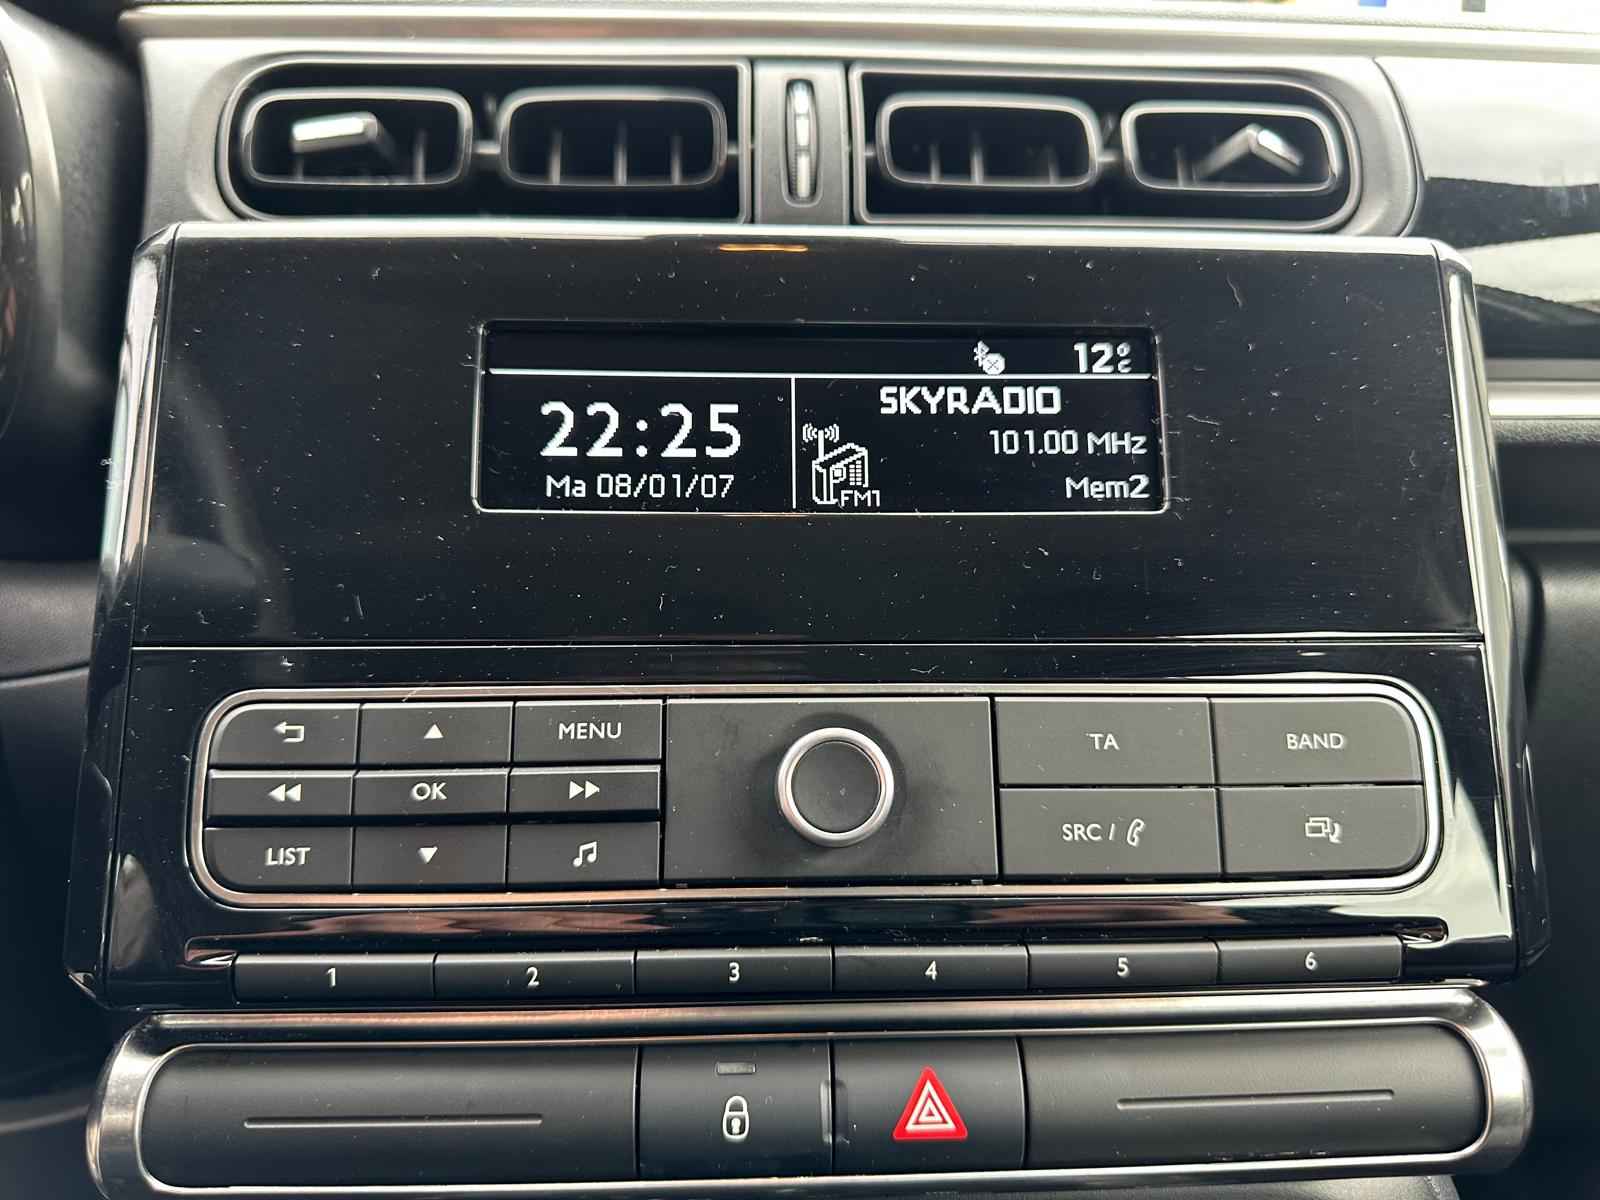 12°C
22:25
Ma 08/01/07
SKYRADIO
101.00 MHz
FM1
Mem2
MENU
TA
BAND
OK
SRC /
LIST
1 2 3 4 5 6